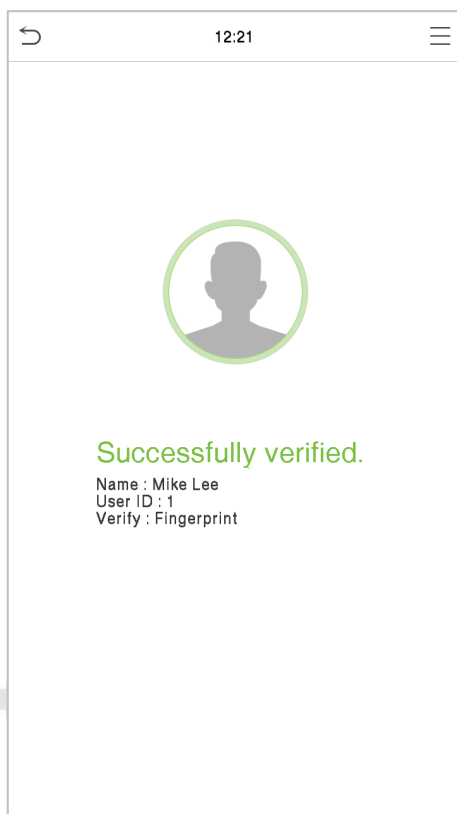 12:21
Successfully verified.
Name : Mike Lee
User ID : 1
Verify : Fingerprint